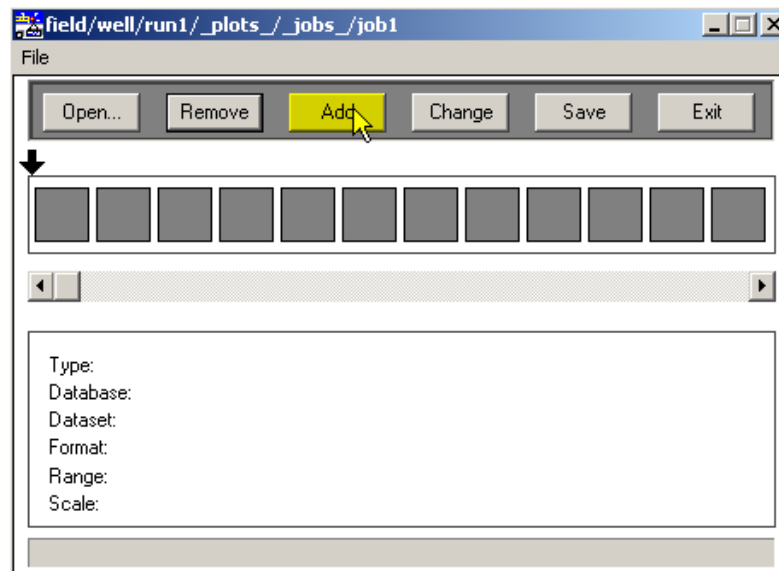 field/well/run1/_plots_/_jobs_/job1
File
Open... Remove Add Change Save Exit
Type:
Database:
Dataset:
Format:
Range:
Scale: